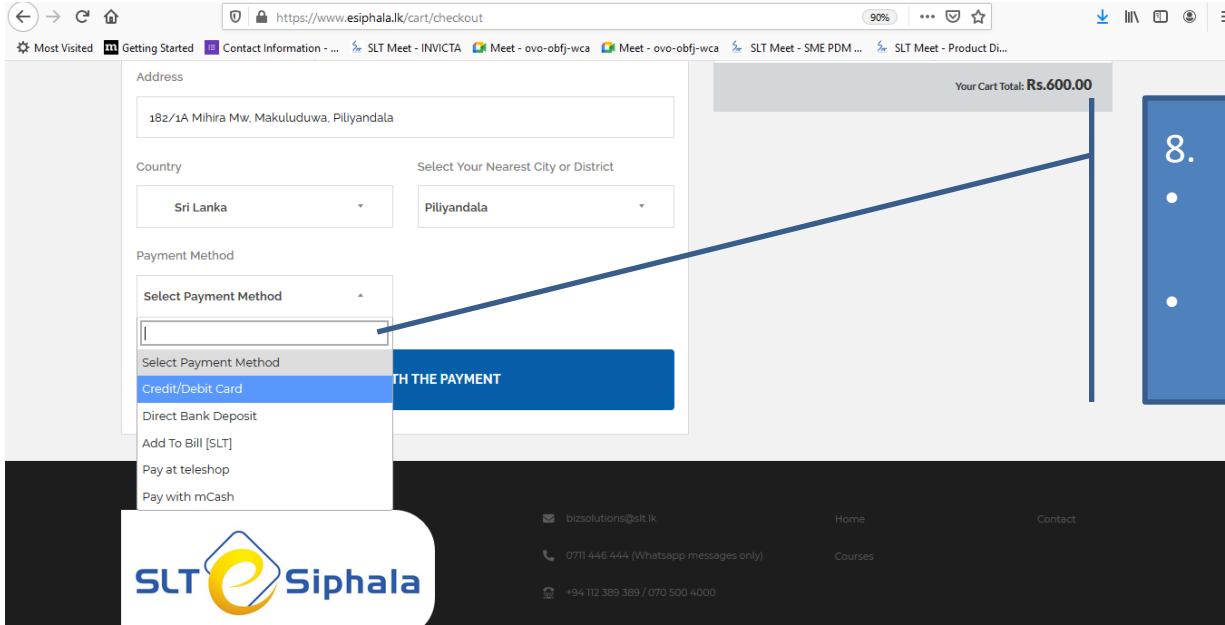 https://www.esiphala.lk/cart/checkout
90%
Most Visited
Getting Started
Contact Information - ...
SLT Meet - INVICTA
Meet - ovo-obfj-wca
Meet - ovo-obfj-wca
SLT Meet - SME PDM ...
SLT Meet - Product Di...
Address
182/1A Mihira Mw, Makuluduwa, Piliyandala
Country
Select Your Nearest City or District
Sri Lanka
Piliyandala
Payment Method
Select Payment Method
Select Payment Method
Credit/Debit Card
Direct Bank Deposit
Add To Bill [SLT]
Pay at teleshop
Pay with mCash
TH THE PAYMENT
Your Cart Total: Rs.600.00
8.
•
•
SLT e Siphala
bizsolutions@slt.lk
0711 446 444 (Whatsapp messages only)
+94 112 389 389 / 070 500 4000
Home
Courses
Contact